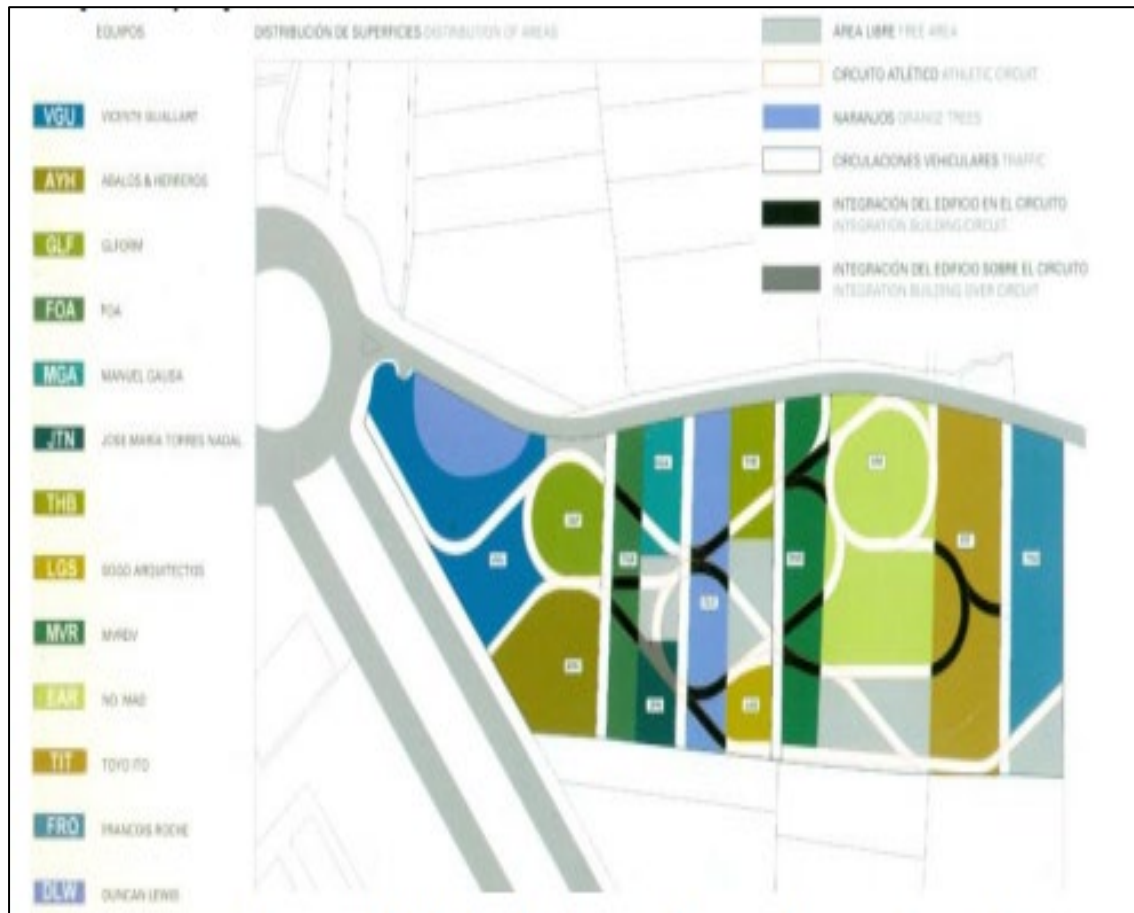 EQUIPOS
DISTRIBUCIÓN DE SUPERFICIES DISTRIBUTION OF AREAS
VGU VICENTE GUALLART
AYH ABALOS & HERREROS
GLF GLFORM
FOA FOA
MGA MANUEL GAUSA
JTN JOSE MARÍA TORRES NADAL
THB
LGS SOGO ARQUITECTOS
MVR MVRDV
EAR NO MAD
TIT TOYO ITO
FRO FRANCOIS ROCHE
DLW DUNCAN LEWIS
ÁREA LIBRE FREE AREA
CIRCUITO ATLÉTICO ATHLETIC CIRCUIT
NARANJOS ORANGE TREES
CIRCULACIONES VEHICULARES TRAFFIC
INTEGRACIÓN DEL EDIFICIO EN EL CIRCUITO
INTEGRATION BUILDING CIRCUIT
INTEGRACIÓN DEL EDIFICIO SOBRE EL CIRCUITO
INTEGRATION BUILDING OVER CIRCUIT